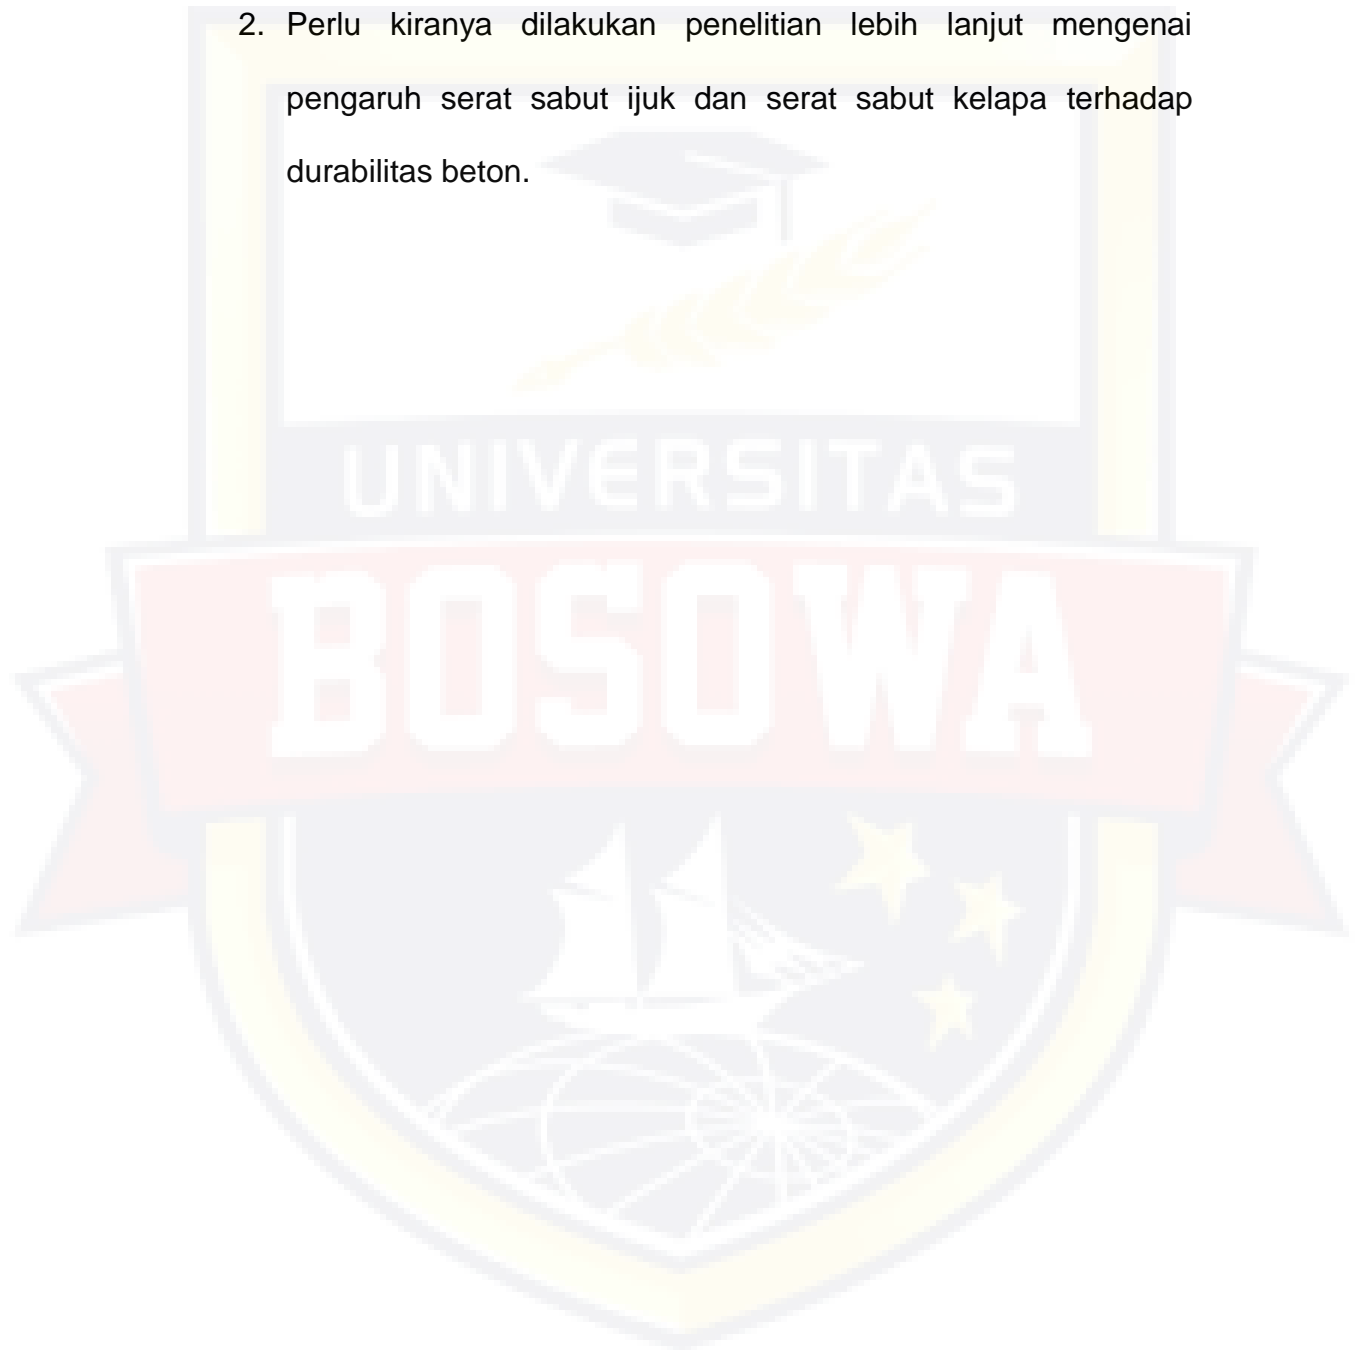 2. Perlu kiranya dilakukan penelitian lebih lanjut mengenai
pengaruh serat sabut ijuk dan serat sabut kelapa terhadap
durabilitas beton.
UNIVERSITAS
BOSOWA